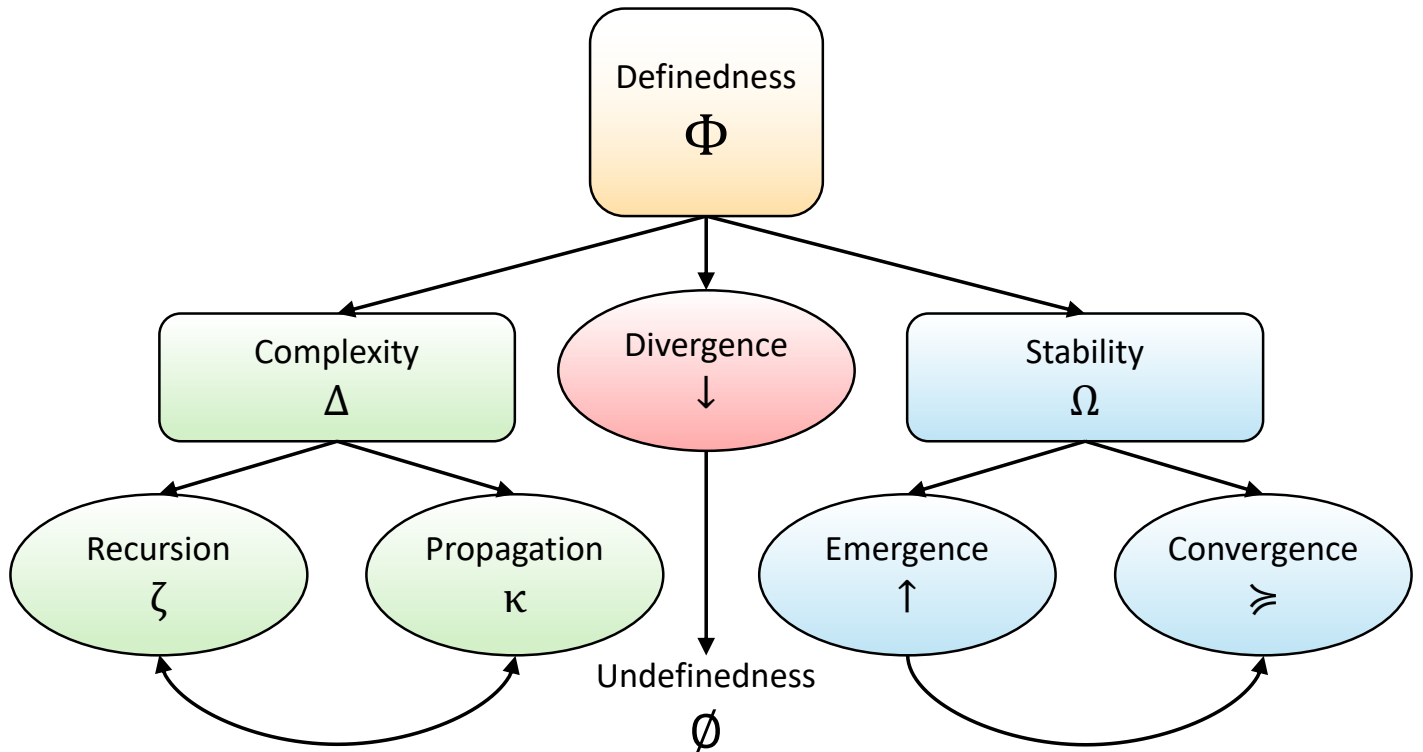 Definedness
Φ
Complexity
Δ
Divergence
↓
Stability
Ω
Recursion
ζ
Propagation
κ
Emergence
↑
Convergence
≽
Undefinedness
∅